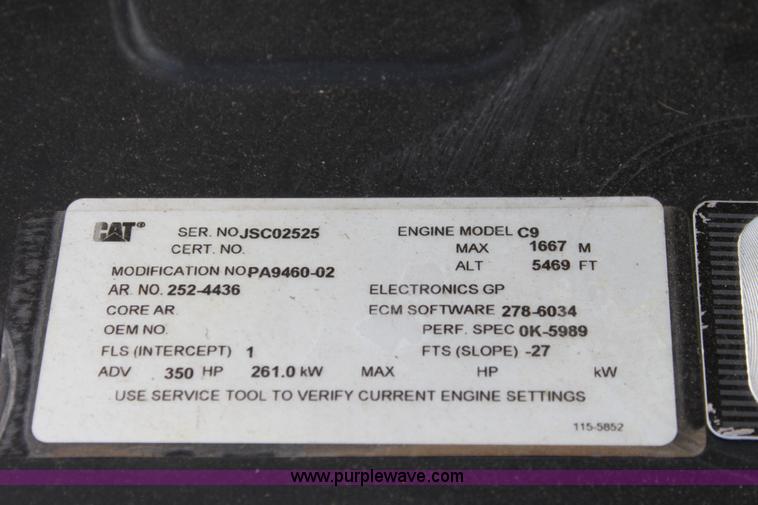 CAT® SER. NO JSC02525 ENGINE MODEL C9
CERT. NO. MAX 1667 M
MODIFICATION NO PA9460-02 ALT 5469 FT
AR. NO. 252-4436 ELECTRONICS GP
CORE AR ECM SOFTWARE 278-6034
OEM NO. PERF. SPEC 0K-5989
FLS (INTERCEPT) 1 FTS (SLOPE) -27
ADV 350 HP 261.0 kW MAX HP kW
USE SERVICE TOOL TO VERIFY CURRENT ENGINE SETTINGS
115-5852
www.purplewave.com